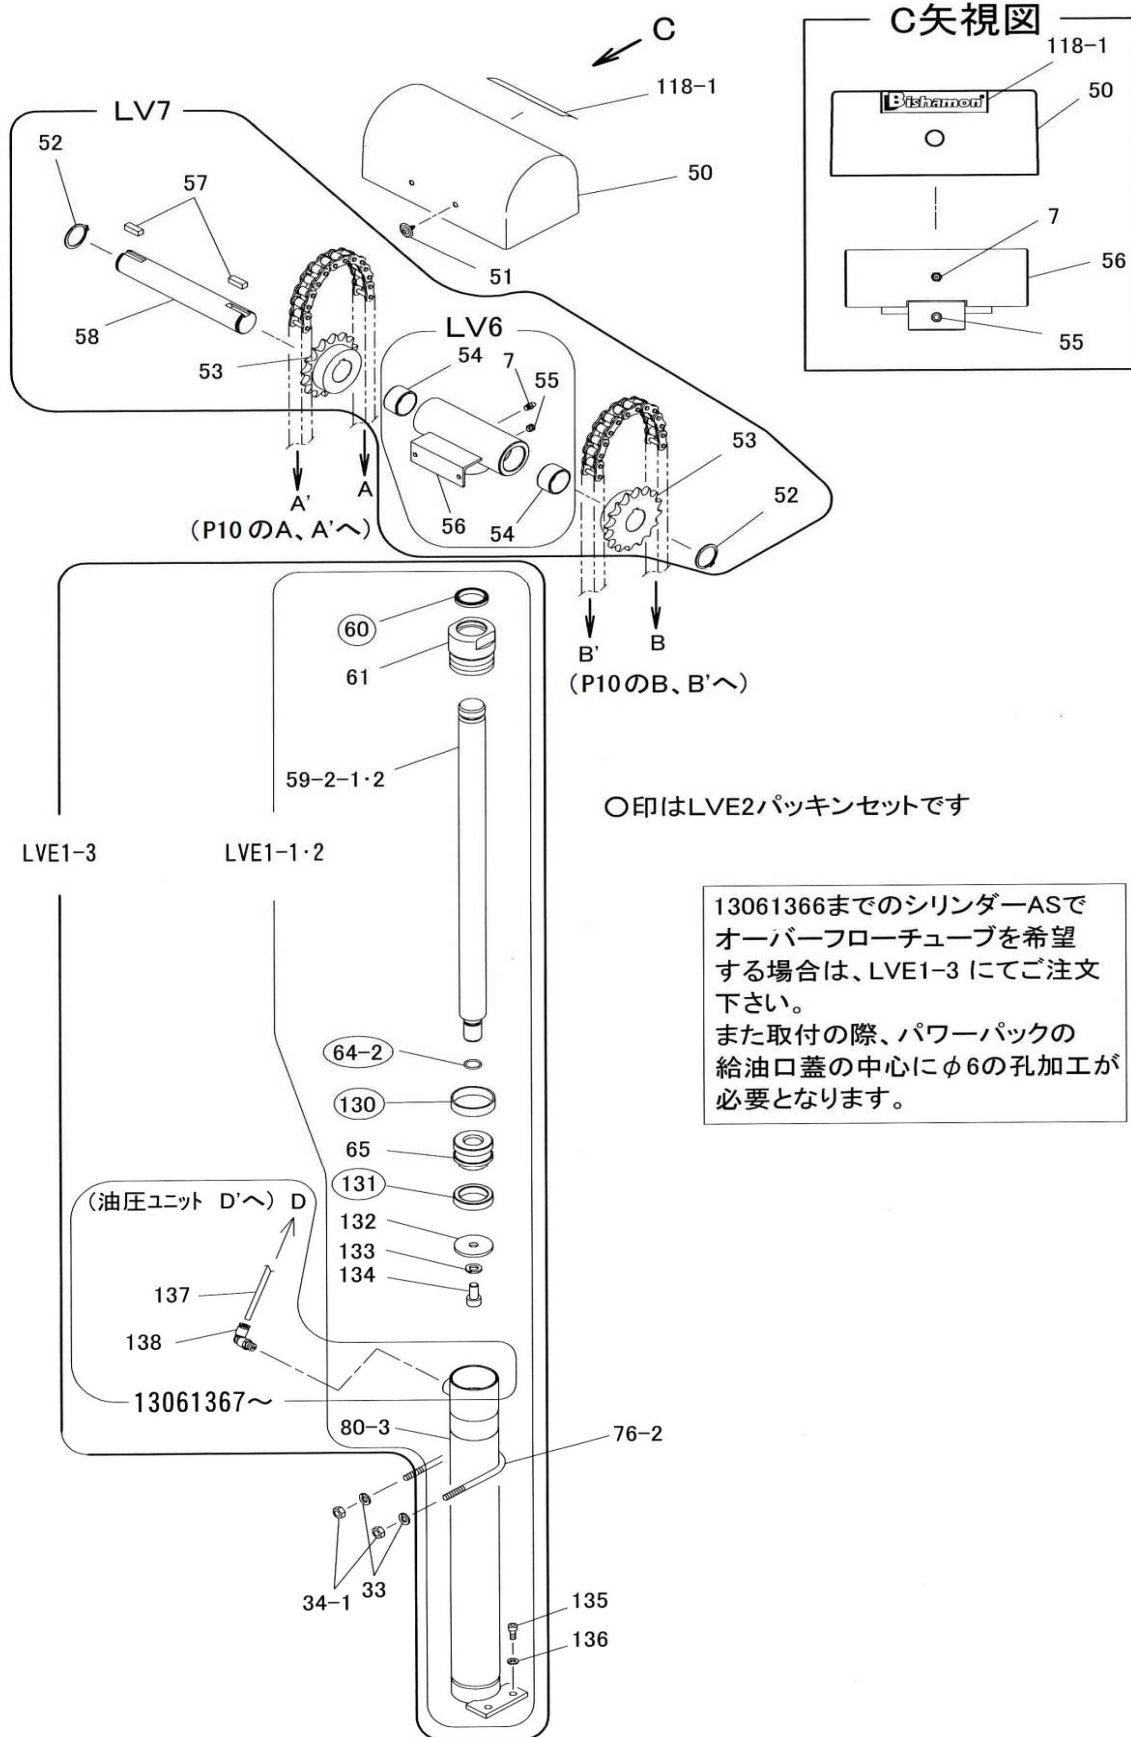 C
118-1
LV7
52
57
50
51
58
53
LV6
54
7
55
53
52
56
54
A'
A
(P10のA、A'へ)
B'
B
(P10のB、B'へ)
C矢視図
118-1
Bishamon
50
7
56
55
60
61
59-2-1・2
LVE1-3
LVE1-1・2
○印はLVE2パッキンセットです
13061366までのシリンダーASで
オーバーフローチューブを希望
する場合は、LVE1-3 にてご注文
下さい。
また取付の際、パワーパックの
給油口蓋の中心にφ6の孔加工が
必要となります。
64-2
130
65
131
132
133
134
(油圧ユニット D'へ) D
137
138
13061367～
80-3
76-2
34-1
33
135
136